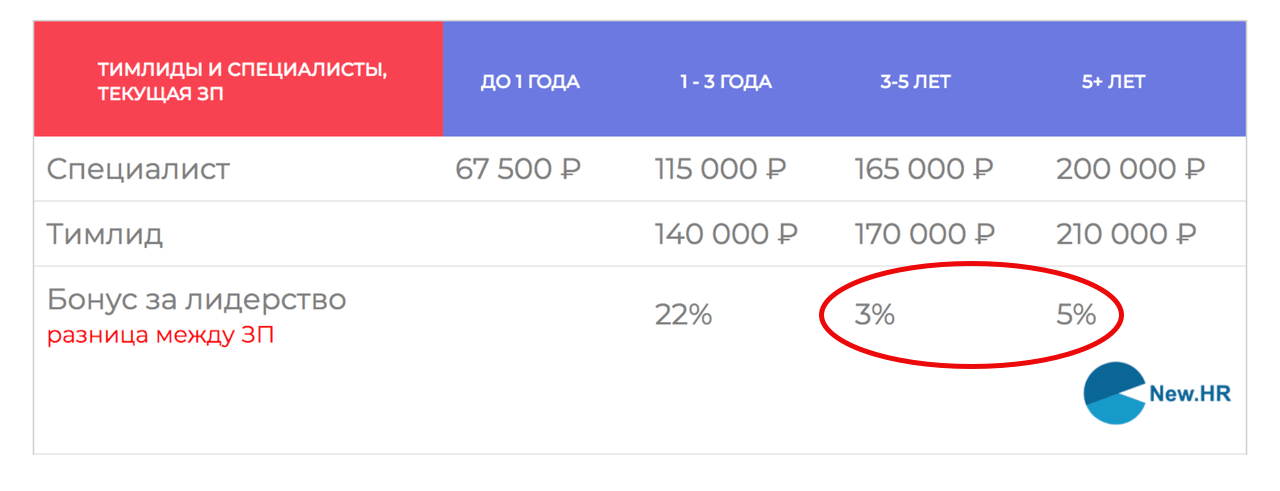 ТИМЛИДЫ И СПЕЦИАЛИСТЫ,
ТЕКУЩАЯ ЗП
ДО 1 ГОДА
1 - 3 ГОДА
3-5 ЛЕТ
5+ ЛЕТ
Специалист 67 500 ₽ 115 000 ₽ 165 000 ₽ 200 000 ₽
Тимлид 140 000 ₽ 170 000 ₽ 210 000 ₽
Бонус за лидерство
разница между ЗП
22% 3% 5%
New.HR